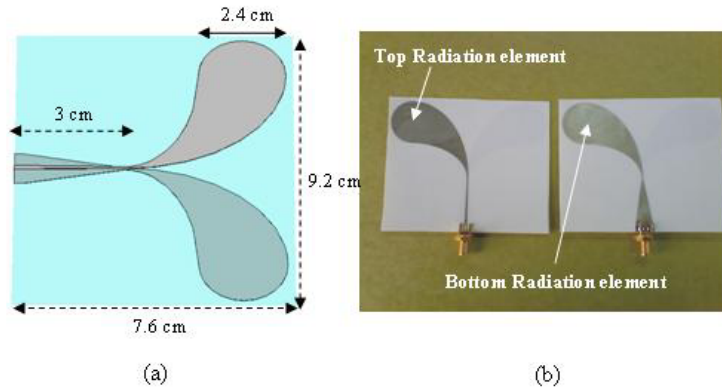 2.4 cm
3 cm
9.2 cm
7.6 cm
(a)
Top Radiation element
Bottom Radiation element
(b)